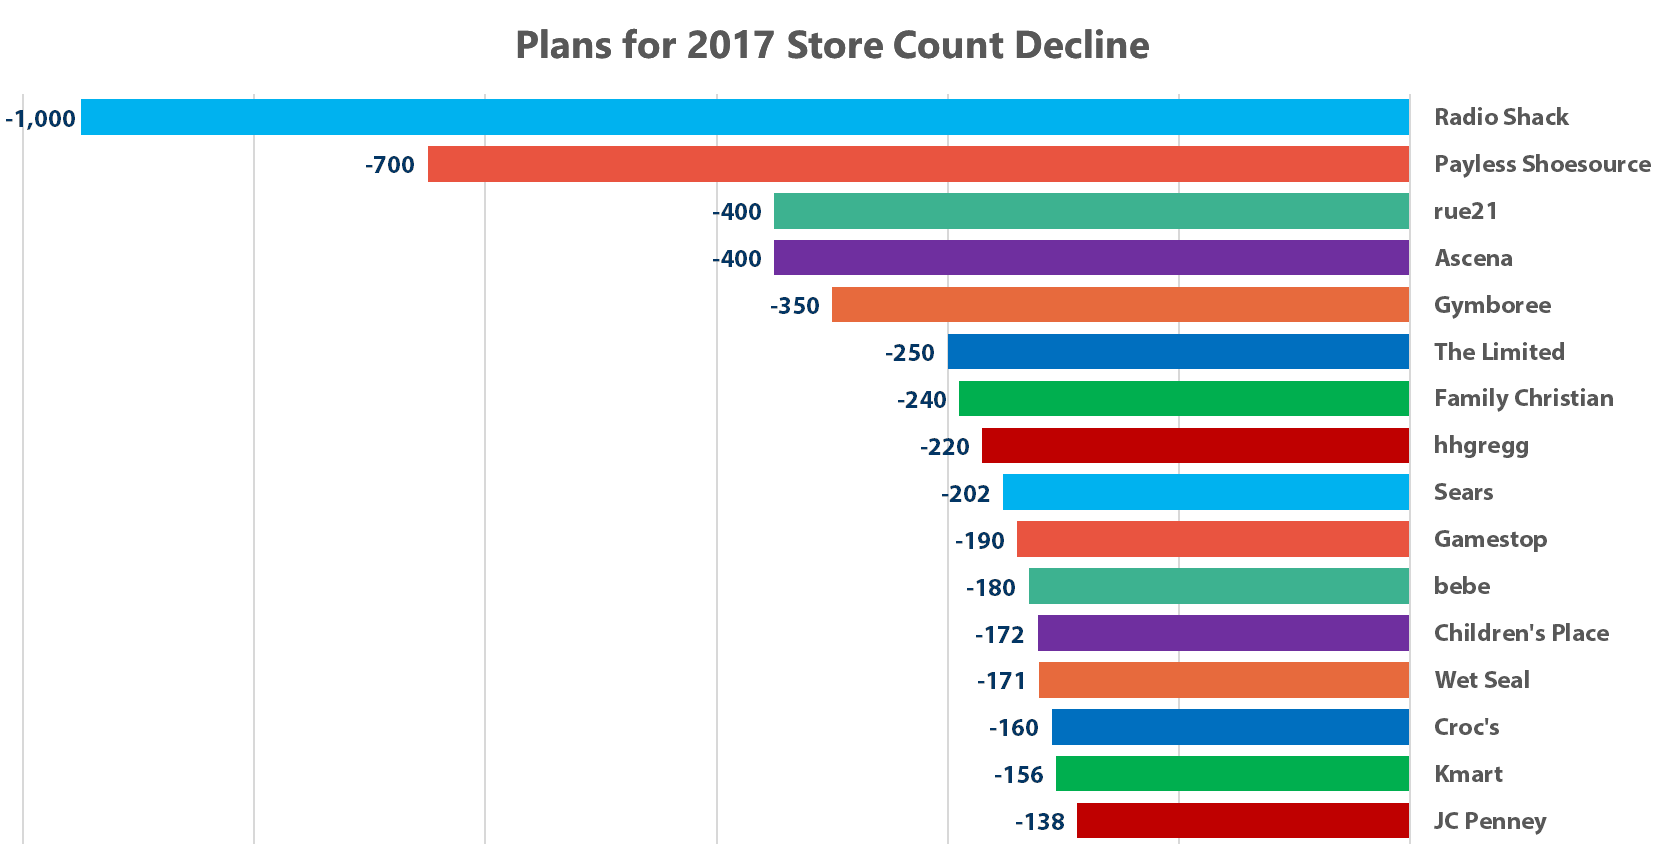 Plans for 2017 Store Count Decline
-1,000 Radio Shack
-700 Payless Shoesource
-400 rue21
-400 Ascena
-350 Gymboree
-250 The Limited
-240 Family Christian
-220 hhgregg
-202 Sears
-190 Gamestop
-180 bebe
-172 Children's Place
-171 Wet Seal
-160 Croc's
-156 Kmart
-138 JC Penney